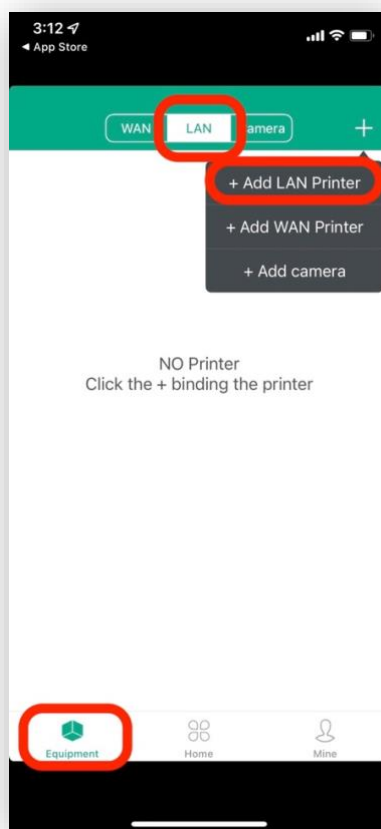 3:12
◀ App Store
WAN LAN Camera +
+ Add LAN Printer
+ Add WAN Printer
+ Add camera
NO Printer
Click the + binding the printer
Equipment Home Mine